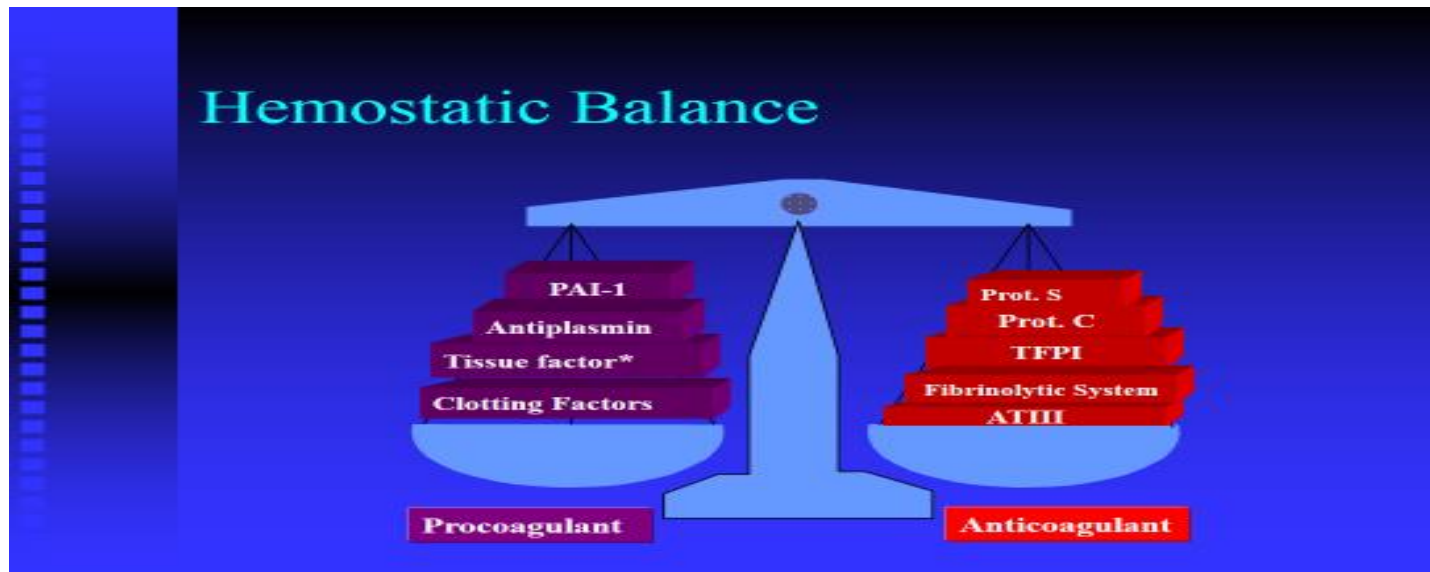 Hemostatic Balance
PAI-1
Antiplasmin
Tissue factor*
Clotting Factors
Procoagulant
Prot. S
Prot. C
TFPI
Fibrinolytic System
ATIII
Anticoagulant